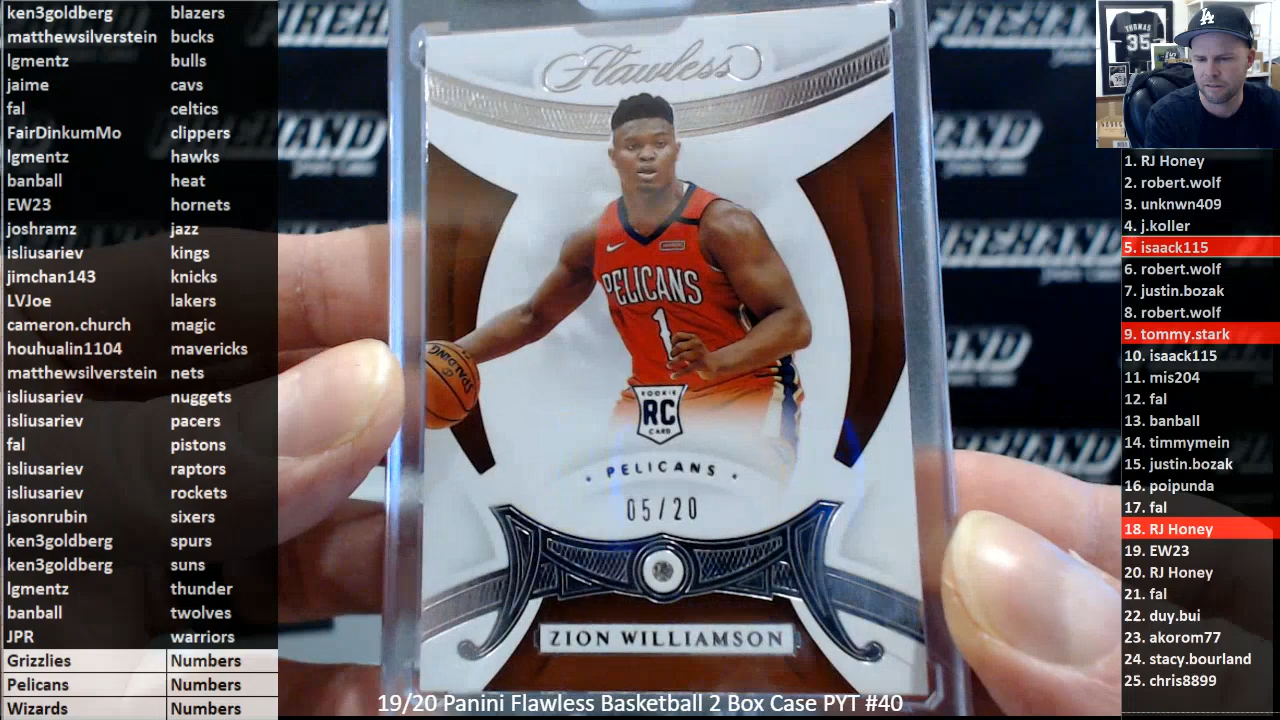 ken3goldberg blazers
matthewsilverstein bucks
lgmentz bulls
jaime cavs
fal celtics
FairDinkumMo clippers
lgmentz hawks
banball heat
EW23 hornets
joshramz jazz
isliusariev kings
jimchan143 knicks
LVJoe lakers
cameron.church magic
houhualin1104 mavericks
matthewsilverstein nets
isliusariev nuggets
isliusariev pacers
fal pistons
isliusariev raptors
isliusariev rockets
jasonrubin sixers
ken3goldberg spurs
ken3goldberg suns
lgmentz thunder
banball twolves
JPR warriors
Grizzlies Numbers
Pelicans Numbers
Wizards Numbers
Flawless
PELICANS
1
SPALDING
ROOKIE
RC
CARD
PELICANS
05/20
ZION WILLIAMSON
19/20 Panini Flawless Basketball 2 Box Case PYT #40
FIREHAND
LA
THOMAS
35
1. RJ Honey
2. robert.wolf
3. unknwn409
4. j.koller
5. isaack115
6. robert.wolf
7. justin.bozak
8. robert.wolf
9. tommy.stark
10. isaack115
11. mis204
12. fal
13. banball
14. timmymein
15. justin.bozak
16. poipunda
17. fal
18. RJ Honey
19. EW23
20. RJ Honey
21. fal
22. duy.bui
23. akorom77
24. stacy.bourland
25. chris8899